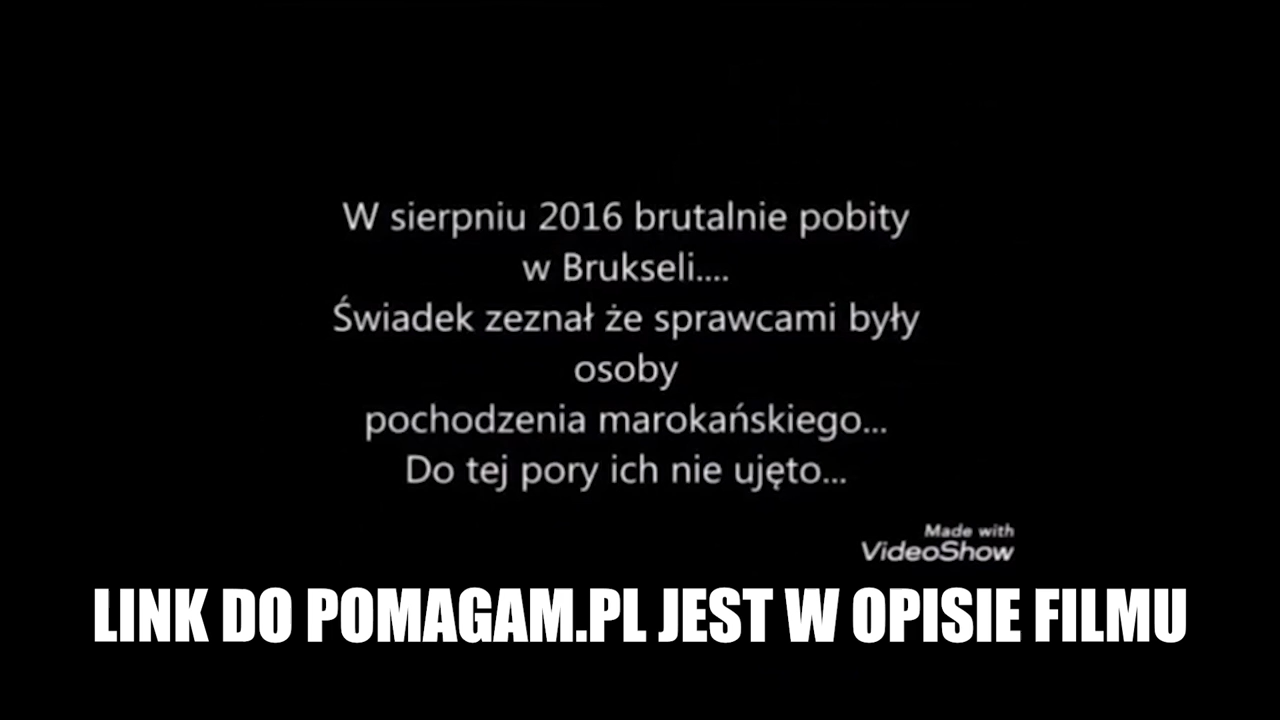 W sierpniu 2016 brutalnie pobity
w Brukseli....
Świadek zeznał że sprawcami były
osoby
pochodzenia marokańskiego...
Do tej pory ich nie ujęto...
Made with
VideoShow
LINK DO POMAGAM.PL JEST W OPISIE FILMU